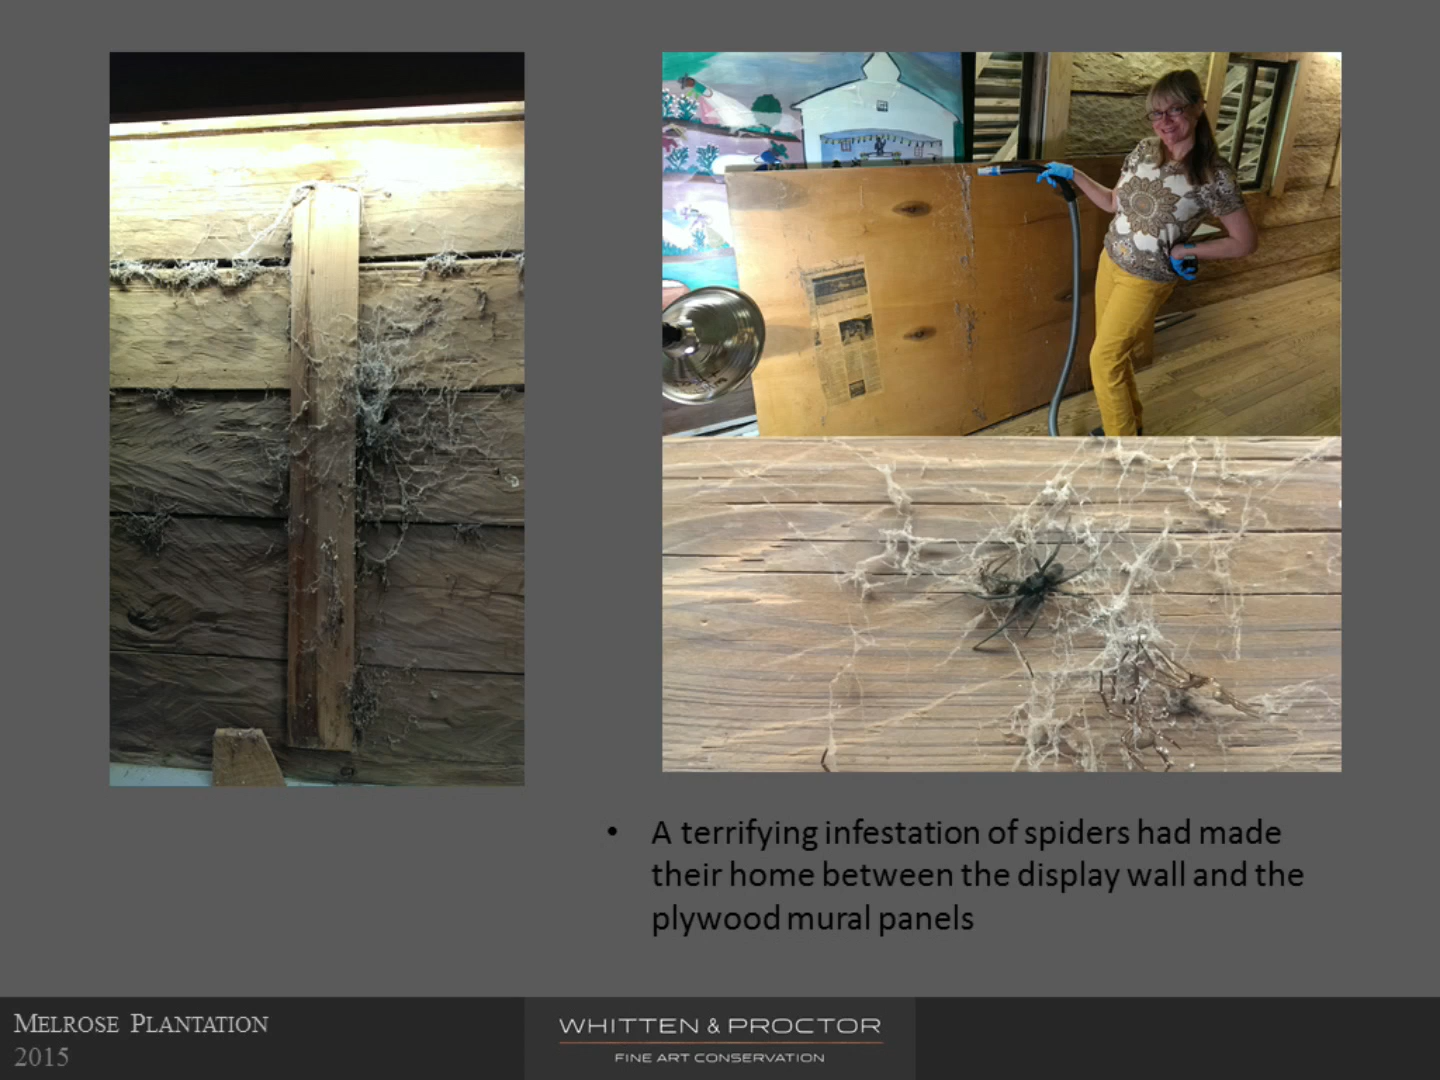 • A terrifying infestation of spiders had made
their home between the display wall and the
plywood mural panels
MELROSE PLANTATION
2015
WHITTEN & PROCTOR
FINE ART CONSERVATION